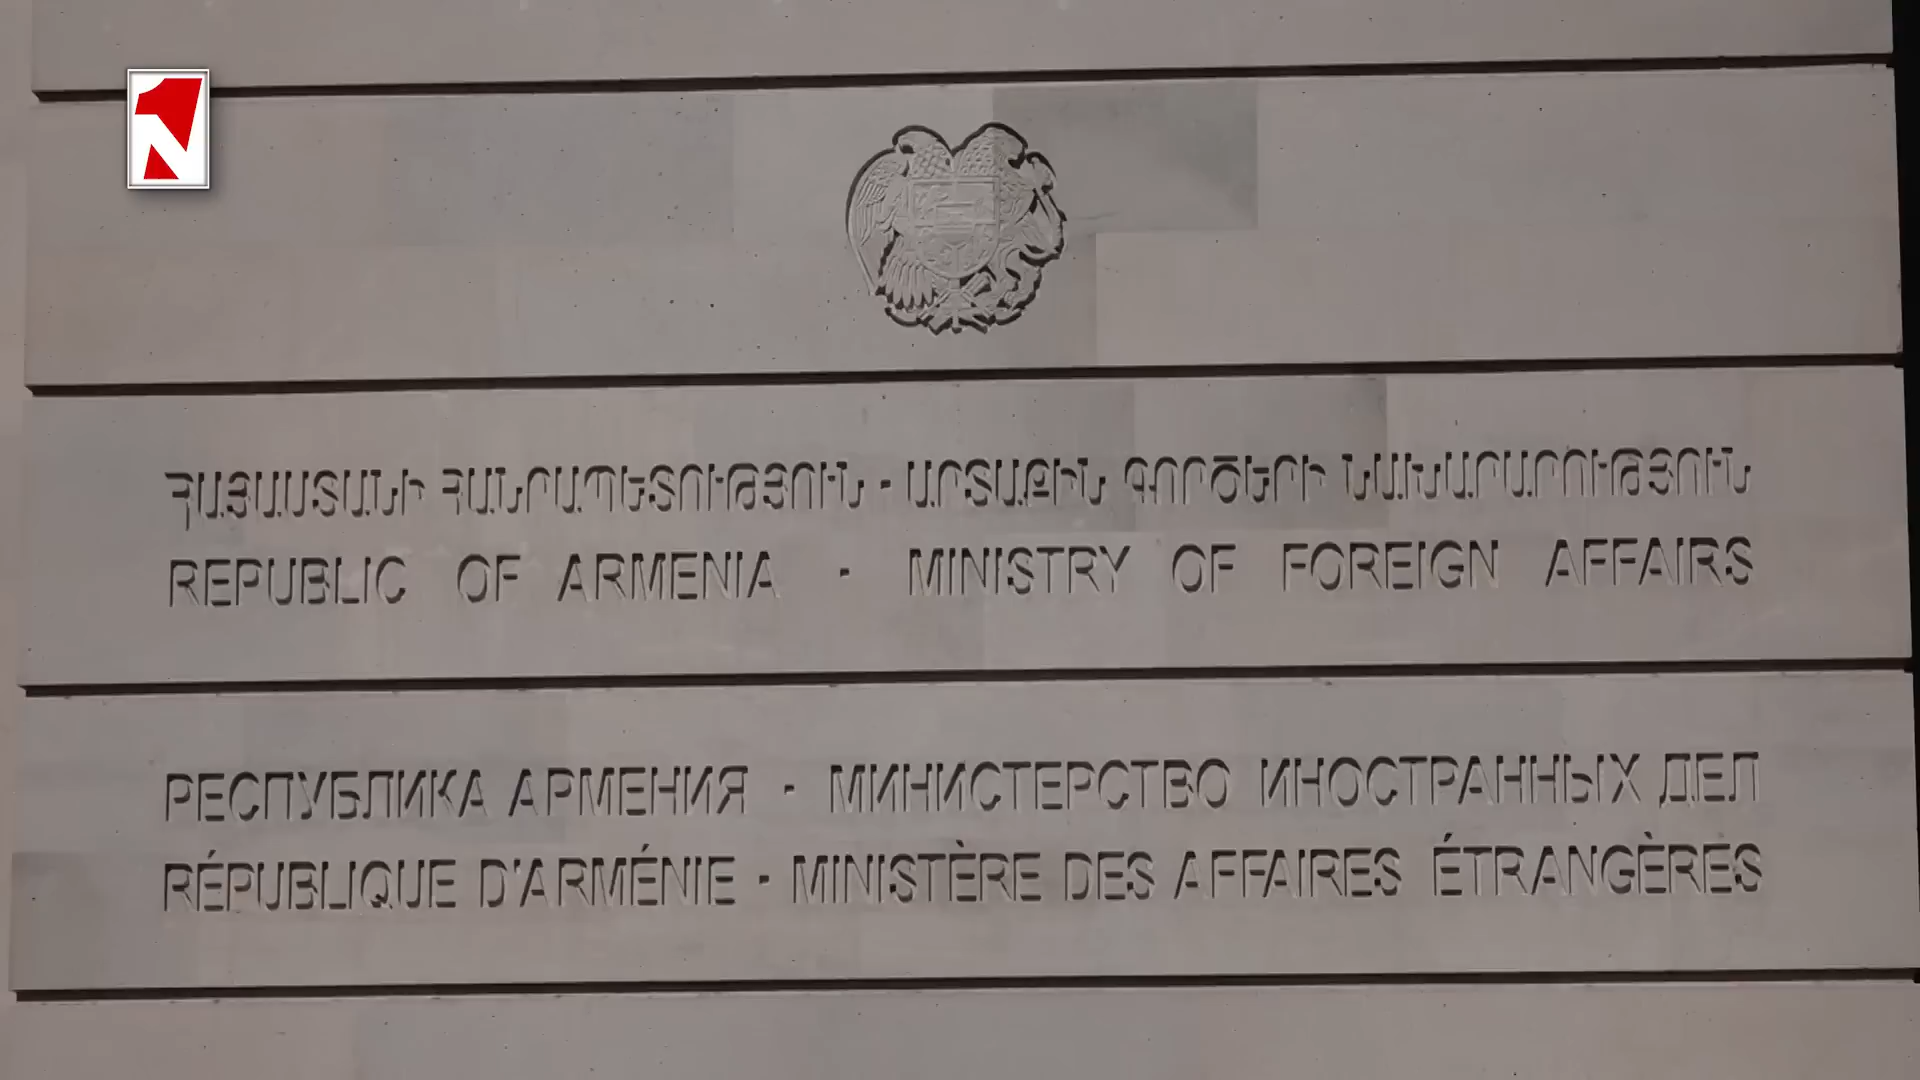 1N
ՀԱՅԱՍՏԱՆԻ ՀԱՆՐԱՊԵՏՈՒԹՅՈՒՆ - ԱՐՏԱՔԻՆ ԳՈՐԾԵՐԻ ՆԱԽԱՐԱՐՈՒԹՅՈՒՆ
REPUBLIC OF ARMENIA - MINISTRY OF FOREIGN AFFAIRS
РЕСПУБЛИКА АРМЕНИЯ - МИНИСТЕРСТВО ИНОСТРАННЫХ ДЕЛ
RÉPUBLIQUE D'ARMÉNIE - MINISTÈRE DES AFFAIRES ÉTRANGÈRES